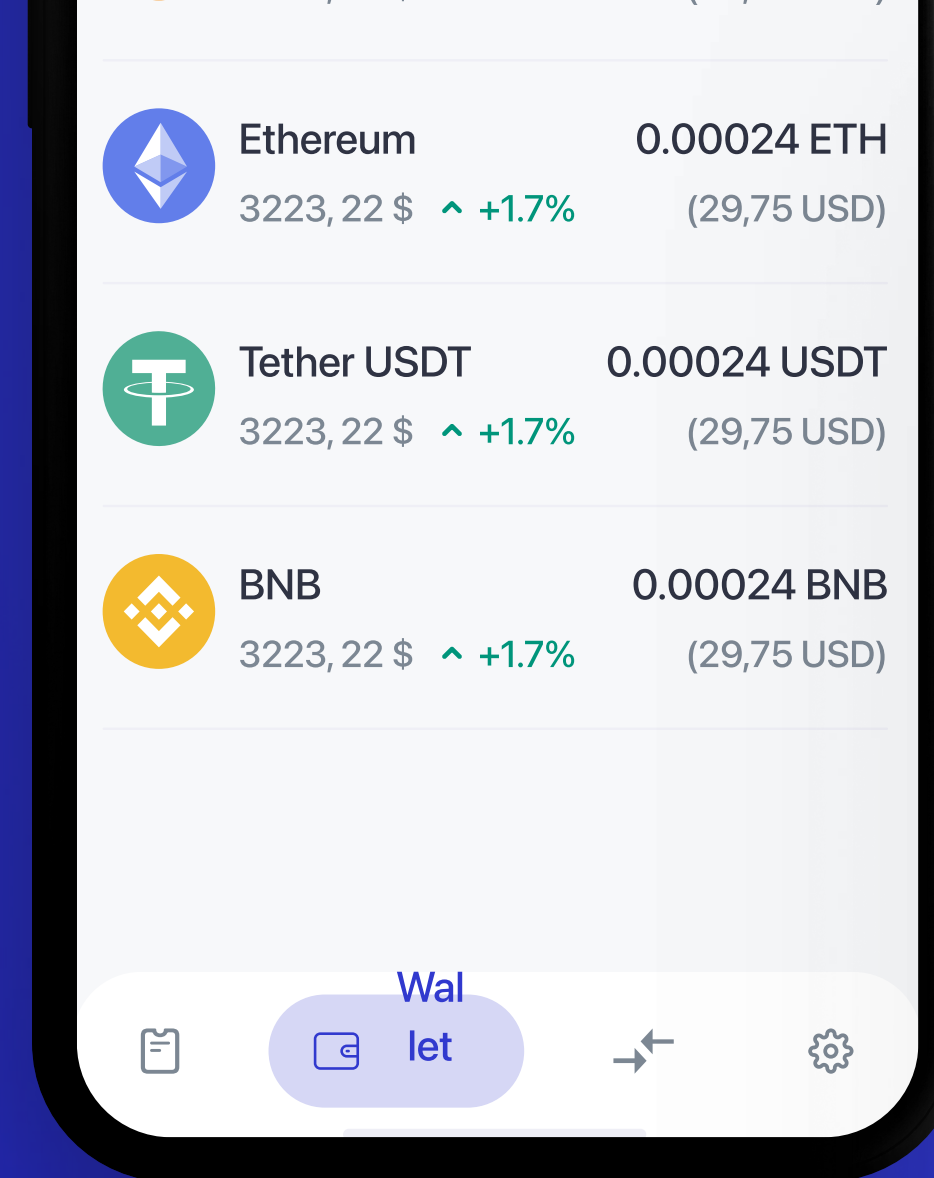 Ethereum
0.00024 ETH
3223, 22 $
+1.7%
(29,75 USD)
Tether USDT
0.00024 USDT
3223, 22 $
+1.7%
(29,75 USD)
BNB
0.00024 BNB
3223, 22 $
+1.7%
(29,75 USD)
Wal
let